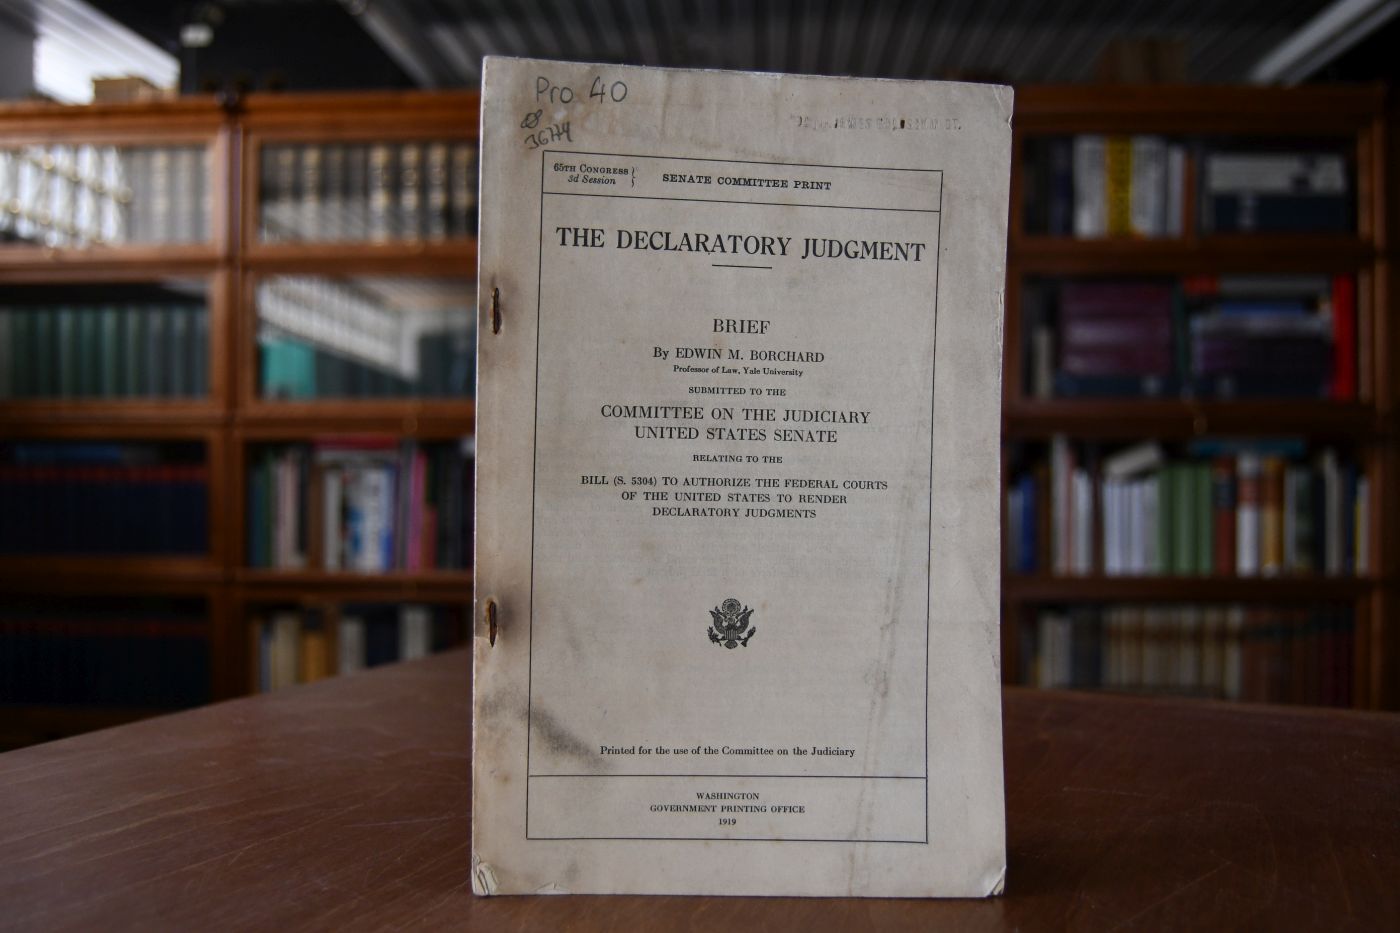 Pro 40
36774
65TH CONGRESS
3d Session
SENATE COMMITTEE PRINT
THE DECLARATORY JUDGMENT
BRIEF
By EDWIN M. BORCHARD
Professor of Law, Yale University
SUBMITTED TO THE
COMMITTEE ON THE JUDICIARY
UNITED STATES SENATE
RELATING TO THE
BILL (S. 5304) TO AUTHORIZE THE FEDERAL COURTS
OF THE UNITED STATES TO RENDER
DECLARATORY JUDGMENTS
Printed for the use of the Committee on the Judiciary
WASHINGTON
GOVERNMENT PRINTING OFFICE
1919